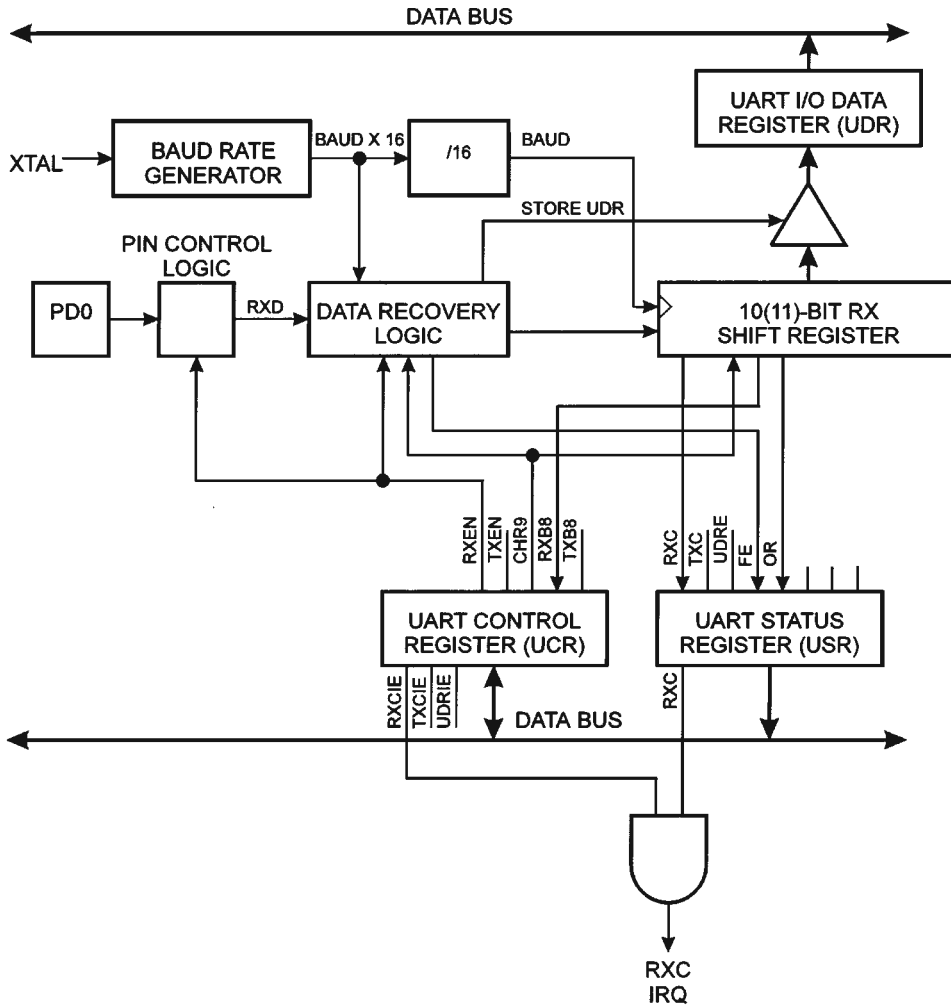 DATA BUS
UART I/O DATA
REGISTER (UDR)
XTAL
BAUD RATE
GENERATOR
BAUD X 16
/16
BAUD
STORE UDR
PIN CONTROL
LOGIC
PD0
RXD
DATA RECOVERY
LOGIC
10(11)-BIT RX
SHIFT REGISTER
RXEN
TXEN
CHR9
RXB8
TXB8
RXC
TXC
UDRE
FE
OR
UART CONTROL
REGISTER (UCR)
UART STATUS
REGISTER (USR)
RXCIE
TXCIE
UDRIE
RXC
DATA BUS
RXC
IRQ